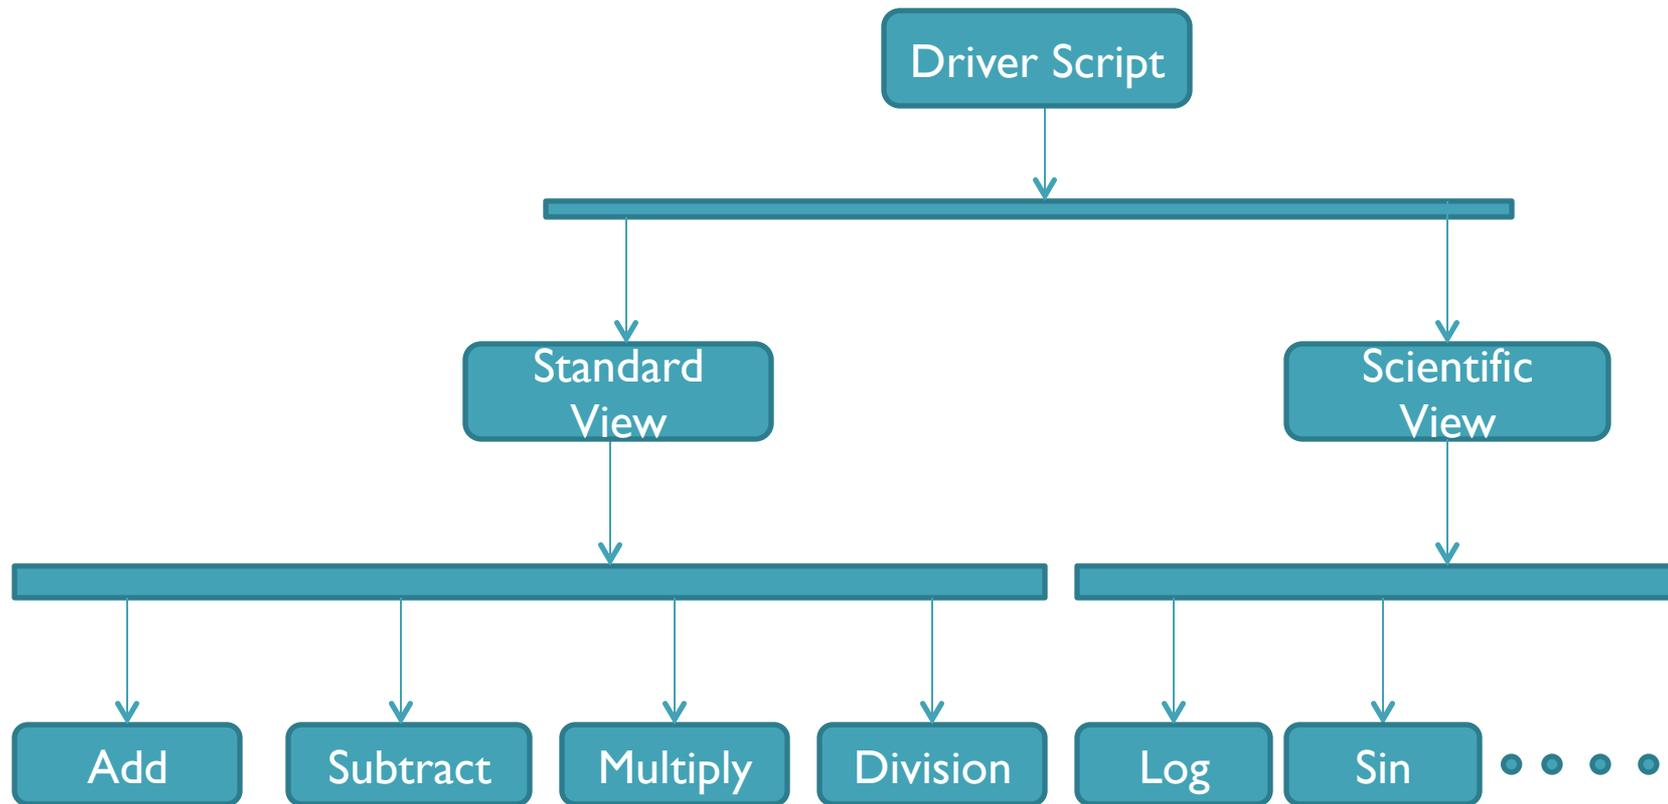 Driver Script
Standard
View
Scientific
View
Add
Subtract
Multiply
Division
Log
Sin